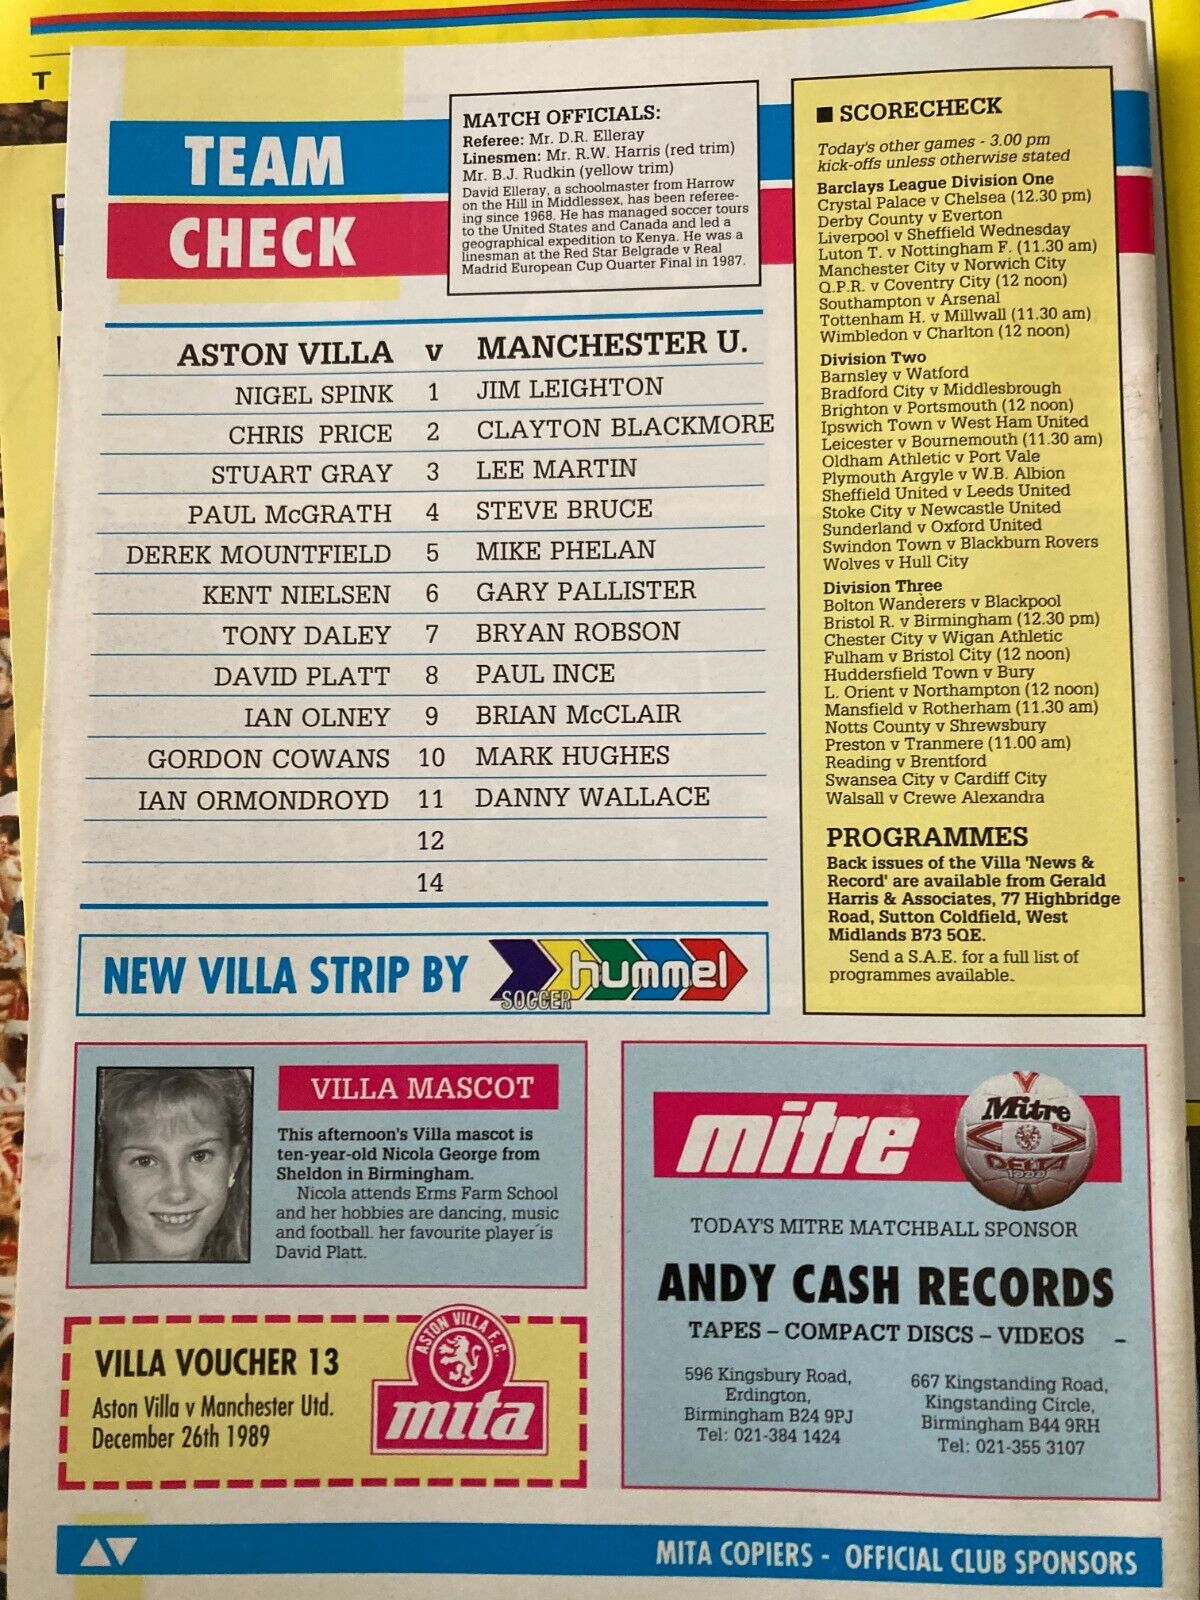 T
TEAM
CHECK
MATCH OFFICIALS:
Referee: Mr. D.R. Elleray
Linesmen: Mr. R.W. Harris (red trim)
Mr. B.J. Rudkin (yellow trim)
David Elleray, a schoolmaster from Harrow
on the Hill in Middlessex, has been referee-
ing since 1968. He has managed soccer tours
to the United States and Canada and led a
geographical expedition to Kenya. He was a
linesman at the Red Star Belgrade v Real
Madrid European Cup Quarter Final in 1987.
ASTON VILLA v MANCHESTER U.
NIGEL SPINK 1 JIM LEIGHTON
CHRIS PRICE 2 CLAYTON BLACKMORE
STUART GRAY 3 LEE MARTIN
PAUL McGRATH 4 STEVE BRUCE
DEREK MOUNTFIELD 5 MIKE PHELAN
KENT NIELSEN 6 GARY PALLISTER
TONY DALEY 7 BRYAN ROBSON
DAVID PLATT 8 PAUL INCE
IAN OLNEY 9 BRIAN McCLAIR
GORDON COWANS 10 MARK HUGHES
IAN ORMONDROYD 11 DANNY WALLACE
12
14
NEW VILLA STRIP BY
SOCCER hummel
■ SCORECHECK
Today's other games - 3.00 pm
kick-offs unless otherwise stated
Barclays League Division One
Crystal Palace v Chelsea (12.30 pm)
Derby County v Everton
Liverpool v Sheffield Wednesday
Luton T. v Nottingham F. (11.30 am)
Manchester City v Norwich City
Q.P.R. v Coventry City (12 noon)
Southampton v Arsenal
Tottenham H. v Millwall (11.30 am)
Wimbledon v Charlton (12 noon)
Division Two
Barnsley v Watford
Bradford City v Middlesbrough
Brighton v Portsmouth (12 noon)
Ipswich Town v West Ham United
Leicester v Bournemouth (11.30 am)
Oldham Athletic v Port Vale
Plymouth Argyle v W.B. Albion
Sheffield United v Leeds United
Stoke City v Newcastle United
Sunderland v Oxford United
Swindon Town v Blackburn Rovers
Wolves v Hull City
Division Three
Bolton Wanderers v Blackpool
Bristol R. v Birmingham (12.30 pm)
Chester City v Wigan Athletic
Fulham v Bristol City (12 noon)
Huddersfield Town v Bury
L. Orient v Northampton (12 noon)
Mansfield v Rotherham (11.30 am)
Notts County v Shrewsbury
Preston v Tranmere (11.00 am)
Reading v Brentford
Swansea City v Cardiff City
Walsall v Crewe Alexandra
PROGRAMMES
Back issues of the Villa 'News &
Record' are available from Gerald
Harris & Associates, 77 Highbridge
Road, Sutton Coldfield, West
Midlands B73 5QE.
Send a S.A.E. for a full list of
programmes available.
VILLA MASCOT
This afternoon's Villa mascot is
ten-year-old Nicola George from
Sheldon in Birmingham.
Nicola attends Erms Farm School
and her hobbies are dancing, music
and football. her favourite player is
David Platt.
VILLA VOUCHER 13
Aston Villa v Manchester Utd.
December 26th 1989
ASTON VILLA F.C.
mita
mitre
Mitre
DELTA
1000
TODAY'S MITRE MATCHBALL SPONSOR
ANDY CASH RECORDS
TAPES – COMPACT DISCS – VIDEOS –
596 Kingsbury Road,
Erdington,
Birmingham B24 9PJ
Tel: 021-384 1424
667 Kingstanding Road,
Kingstanding Circle,
Birmingham B44 9RH
Tel: 021-355 3107
MITA COPIERS - OFFICIAL CLUB SPONSORS